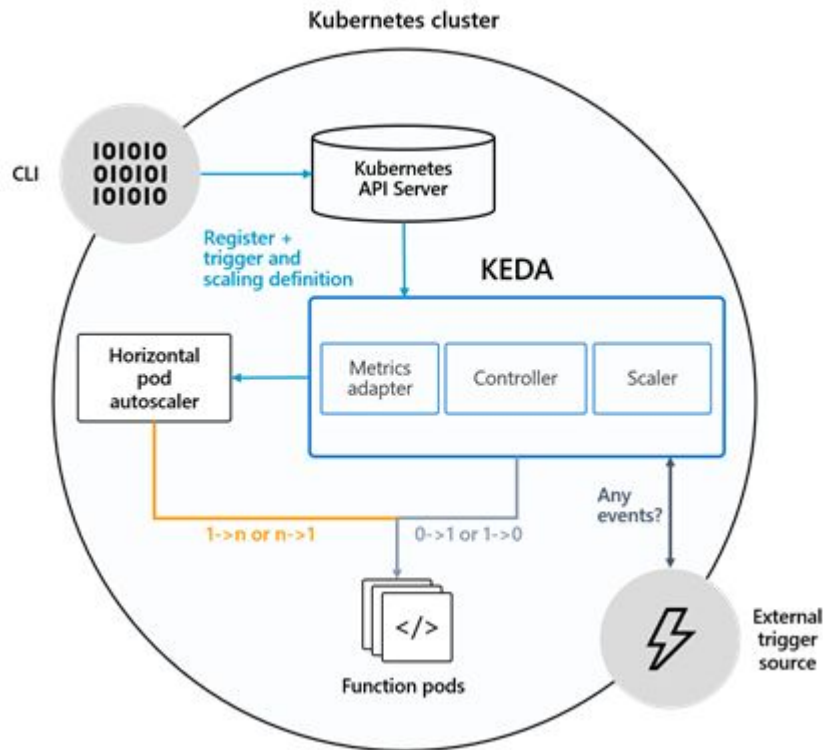 Kubernetes cluster
101010
010101
101010
CLI
Kubernetes
API Server
Register +
trigger and
scaling definition
KEDA
Horizontal
pod
autoscaler
Metrics
adapter
Controller
Scaler
Any
events?
1->n or n->1
0->1 or 1->0
</>
Function pods
External
trigger
source